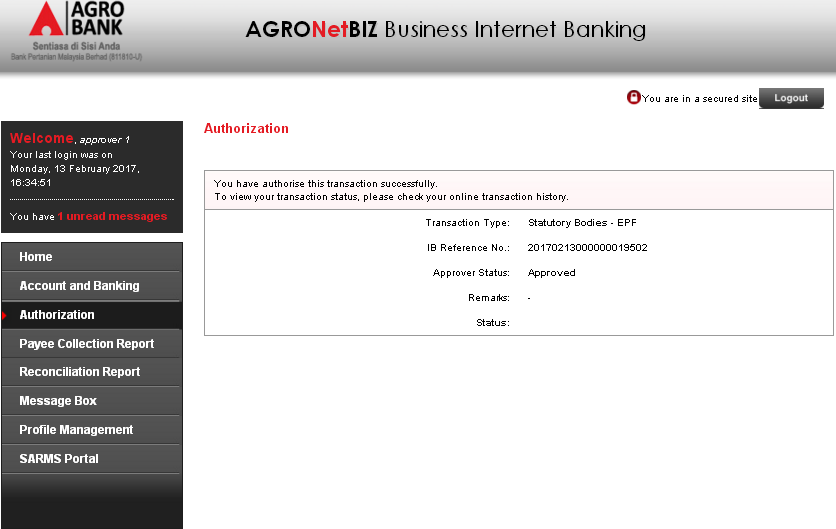 AGRO
BANK
Sentiasa di Sisi Anda
Bank Pertanian Malaysia Berhad (811810-U)
AGRONetBIZ Business Internet Banking
You are in a secured site
Logout
Welcome, approver 1
Your last login was on
Monday, 13 February 2017,
16:34:51
You have 1 unread messages
Home
Account and Banking
Authorization
Payee Collection Report
Reconciliation Report
Message Box
Profile Management
SARMS Portal
Authorization
You have authorise this transaction successfully.
To view your transaction status, please check your online transaction history.
Transaction Type: Statutory Bodies - EPF
IB Reference No.: 20170213000000019502
Approver Status: Approved
Remarks: -
Status: